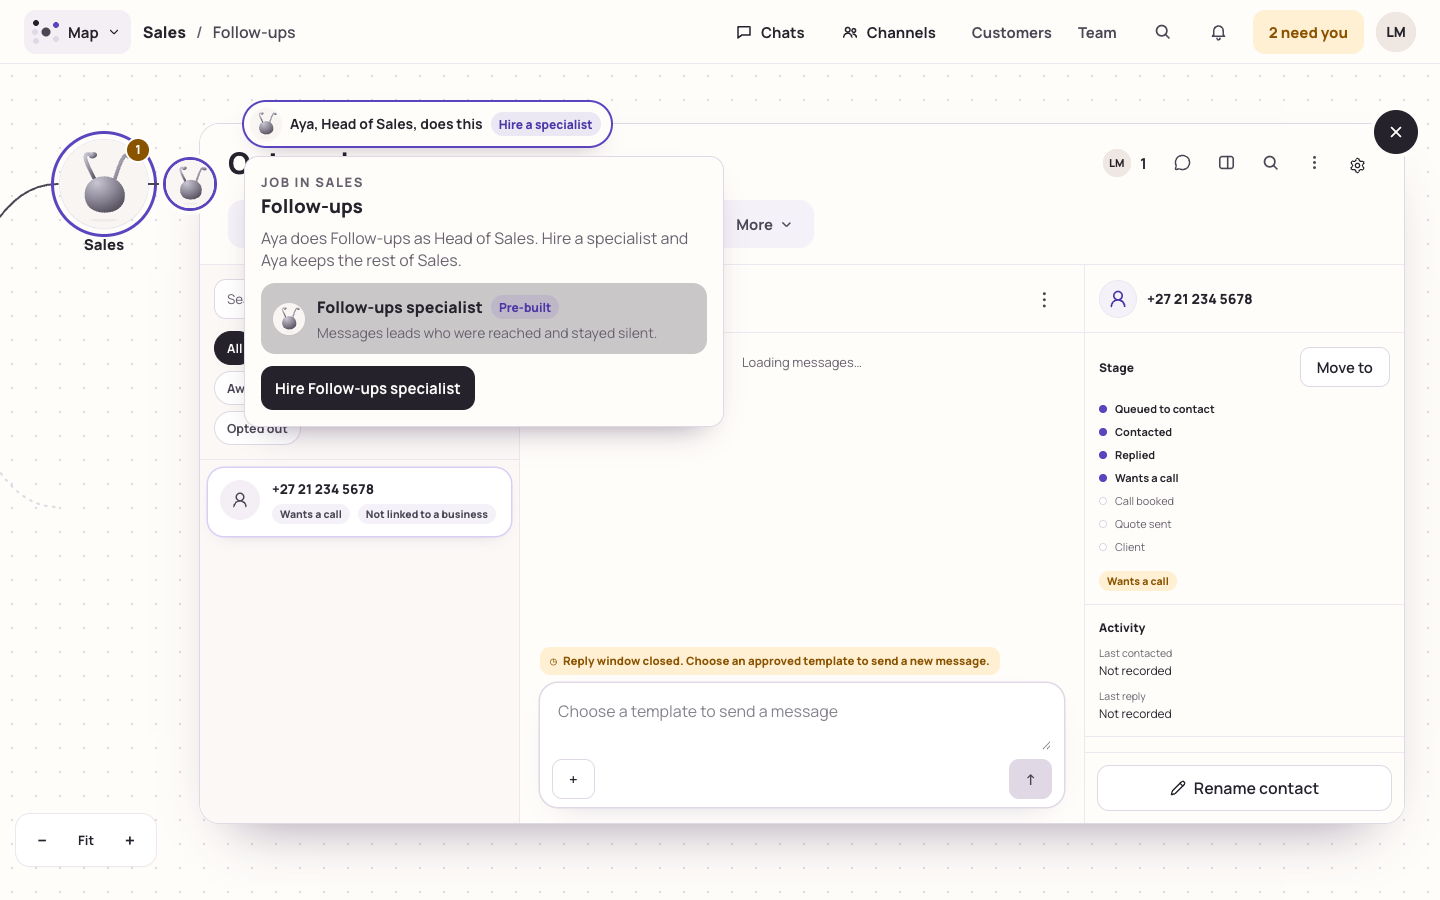 Map
Sales / Follow-ups
Chats
Channels
Customers
Team
2 need you
LM
Aya, Head of Sales, does this
Hire a specialist
1
Sales
LM 1
JOB IN SALES
Follow-ups
Aya does Follow-ups as Head of Sales. Hire a specialist and
Aya keeps the rest of Sales.
Follow-ups specialist
Pre-built
Messages leads who were reached and stayed silent.
Hire Follow-ups specialist
More
All
Opted out
+27 21 234 5678
Wants a call
Not linked to a business
Loading messages...
Reply window closed. Choose an approved template to send a new message.
Choose a template to send a message
+27 21 234 5678
Stage
Move to
Queued to contact
Contacted
Replied
Wants a call
Call booked
Quote sent
Client
Wants a call
Activity
Last contacted
Not recorded
Last reply
Not recorded
Rename contact
− Fit +